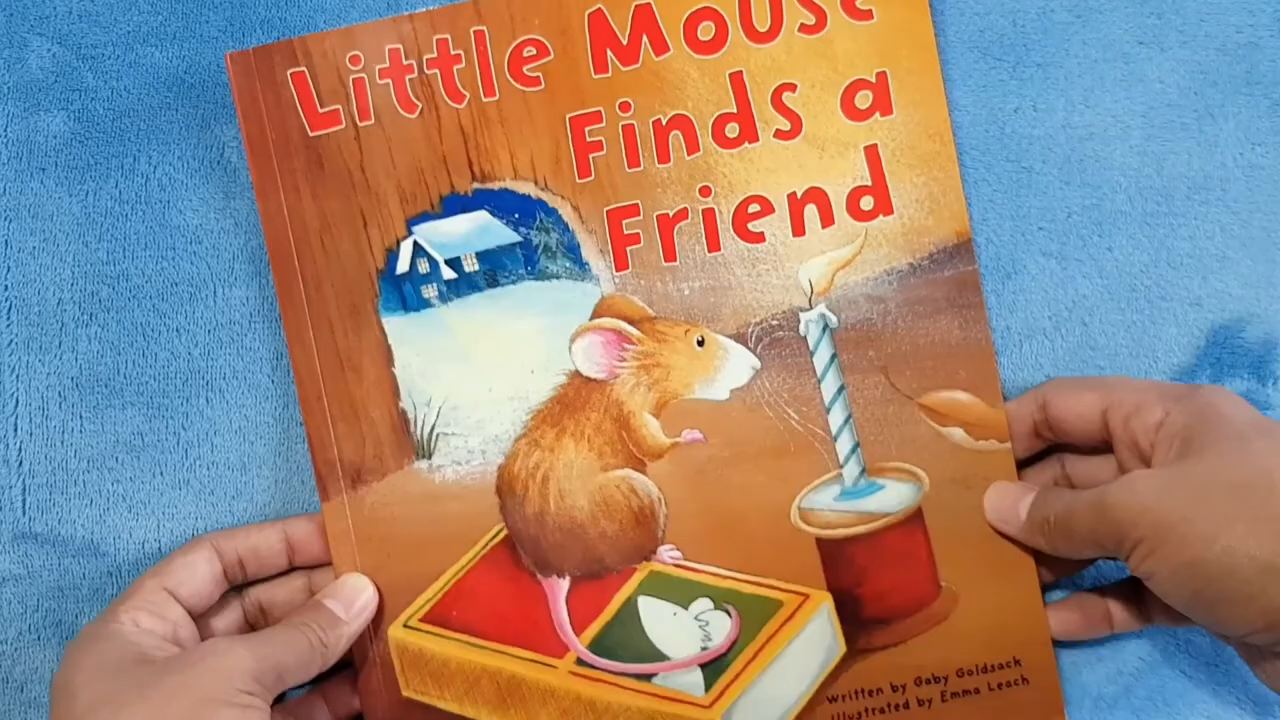 Little Mouse
Finds a
Friend
Written by Gaby Goldsack
Illustrated by Emma Leach